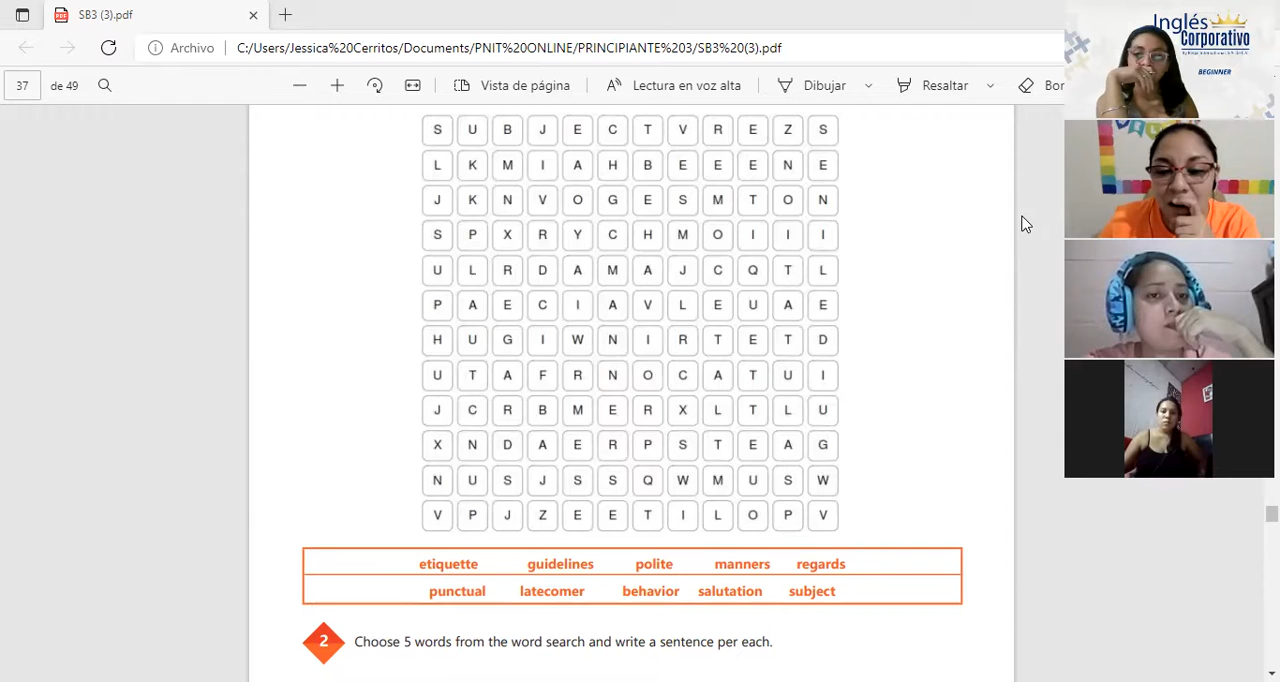 SB3 (3).pdf
Archivo C:/Users/Jessica%20Cerritos/Documents/PNIT%20ONLINE/PRINCIPIANTE%203/SB3%20(3).pdf
37 de 49 Vista de página Lectura en voz alta Dibujar Resaltar Bor
Inglés
Corporativo
BEGINNER
S U B J E C T V R E Z S
L K M I A H B E E E N E
J K N V O G E S M T O N
S P X R Y C H M O I I I
U L R D A M A J C Q T L
P A E C I A V L E U A E
H U G I W N I R T E T D
U T A F R N O C A T U I
J C R B M E R X L T L U
X N D A E R P S T E A G
N U S J S S Q W M U S W
V P J Z E E T I L O P V
etiquette guidelines polite manners regards
punctual latecomer behavior salutation subject
2 Choose 5 words from the word search and write a sentence per each.